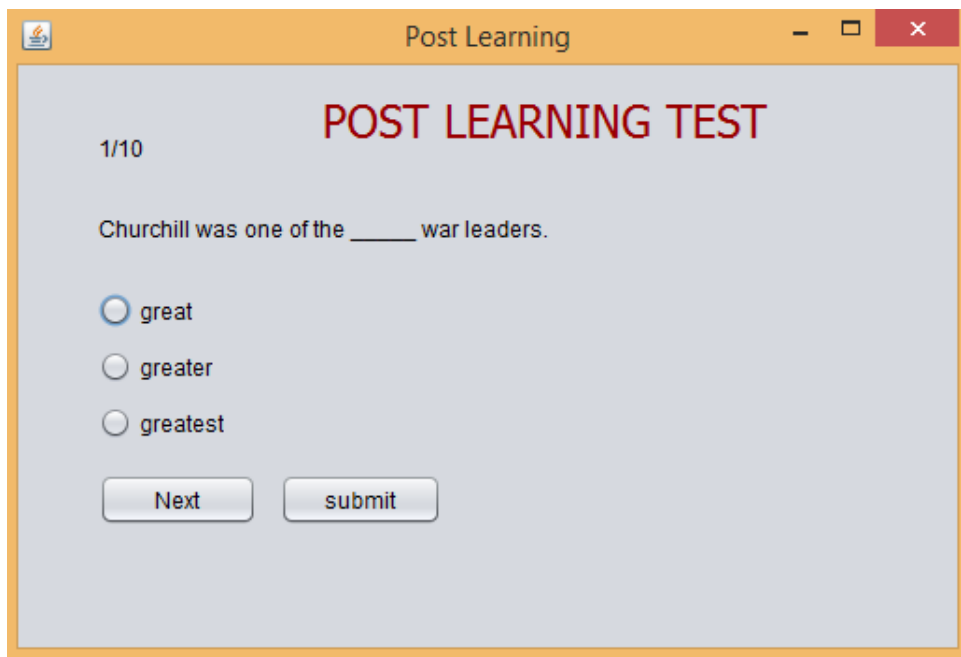 Post Learning
POST LEARNING TEST
1/10
Churchill was one of the _____ war leaders.
great
greater
greatest
Next submit